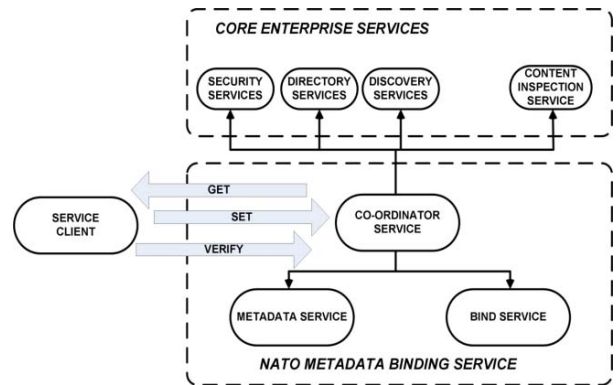 CORE ENTERPRISE SERVICES
SECURITY
SERVICES
DIRECTORY
SERVICES
DISCOVERY
SERVICES
CONTENT
INSPECTION
SERVICE
GET
SET
VERIFY
SERVICE
CLIENT
CO-ORDINATOR
SERVICE
METADATA SERVICE
BIND SERVICE
NATO METADATA BINDING SERVICE